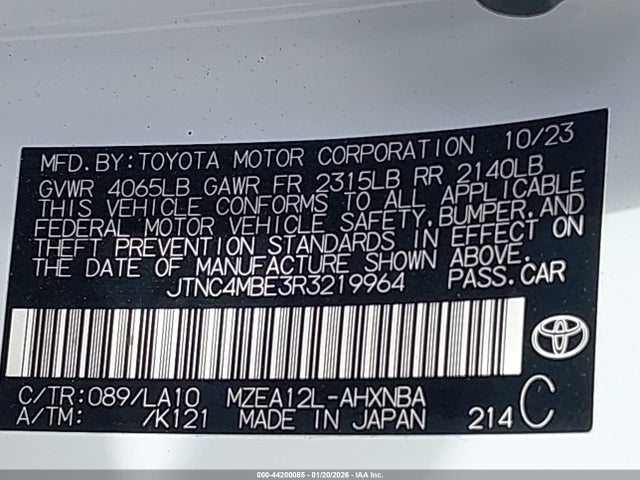 MFD. BY: TOYOTA MOTOR CORPORATION 10/23
GVWR 4065LB GAWR FR 2315LB RR 2140LB
THIS VEHICLE CONFORMS TO ALL APPLICABLE
FEDERAL MOTOR VEHICLE SAFETY, BUMPER, AND
THEFT PREVENTION STANDARDS IN EFFECT ON
THE DATE OF MANUFACTURE SHOWN ABOVE.
JTNC4MBE3R3219964 PASS. CAR
C/TR: 089/LA10 MZEA12L-AHXNBA
A/TM: /K121 MADE IN JAPAN 214 C
000-44200085 - 01/20/2026 - IAA Inc.